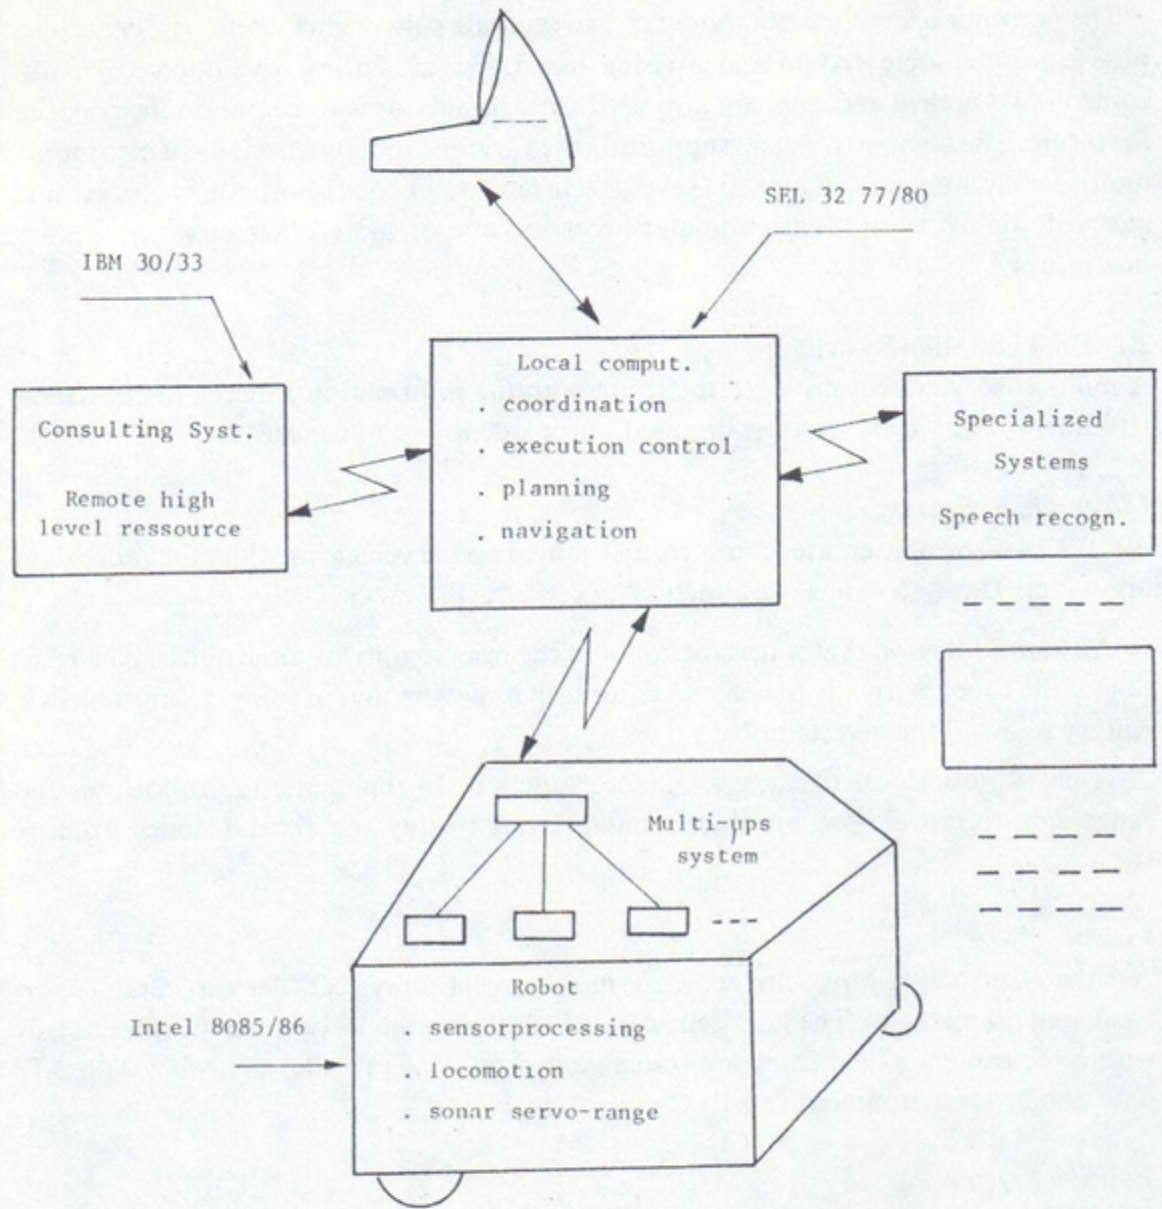 SEL 32 77/80
IBM 30/33
Local comput.
. coordination
. execution control
. planning
. navigation
Consulting Syst.
Remote high
level ressource
Specialized
Systems
Speech recogn.
Multi-ups
system
Robot
. sensorprocessing
locomotion
. sonar servo-range
Intel 8085/86